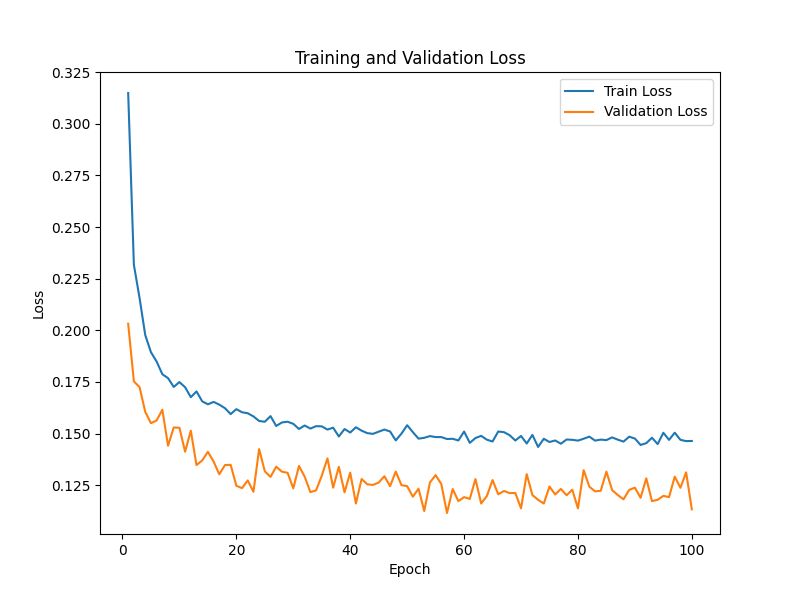 Training and Validation Loss
Train Loss
Validation Loss
0.325
0.300
0.275
0.250
0.225
0.200
0.175
0.150
0.125
Loss
0 20 40 60 80 100
Epoch